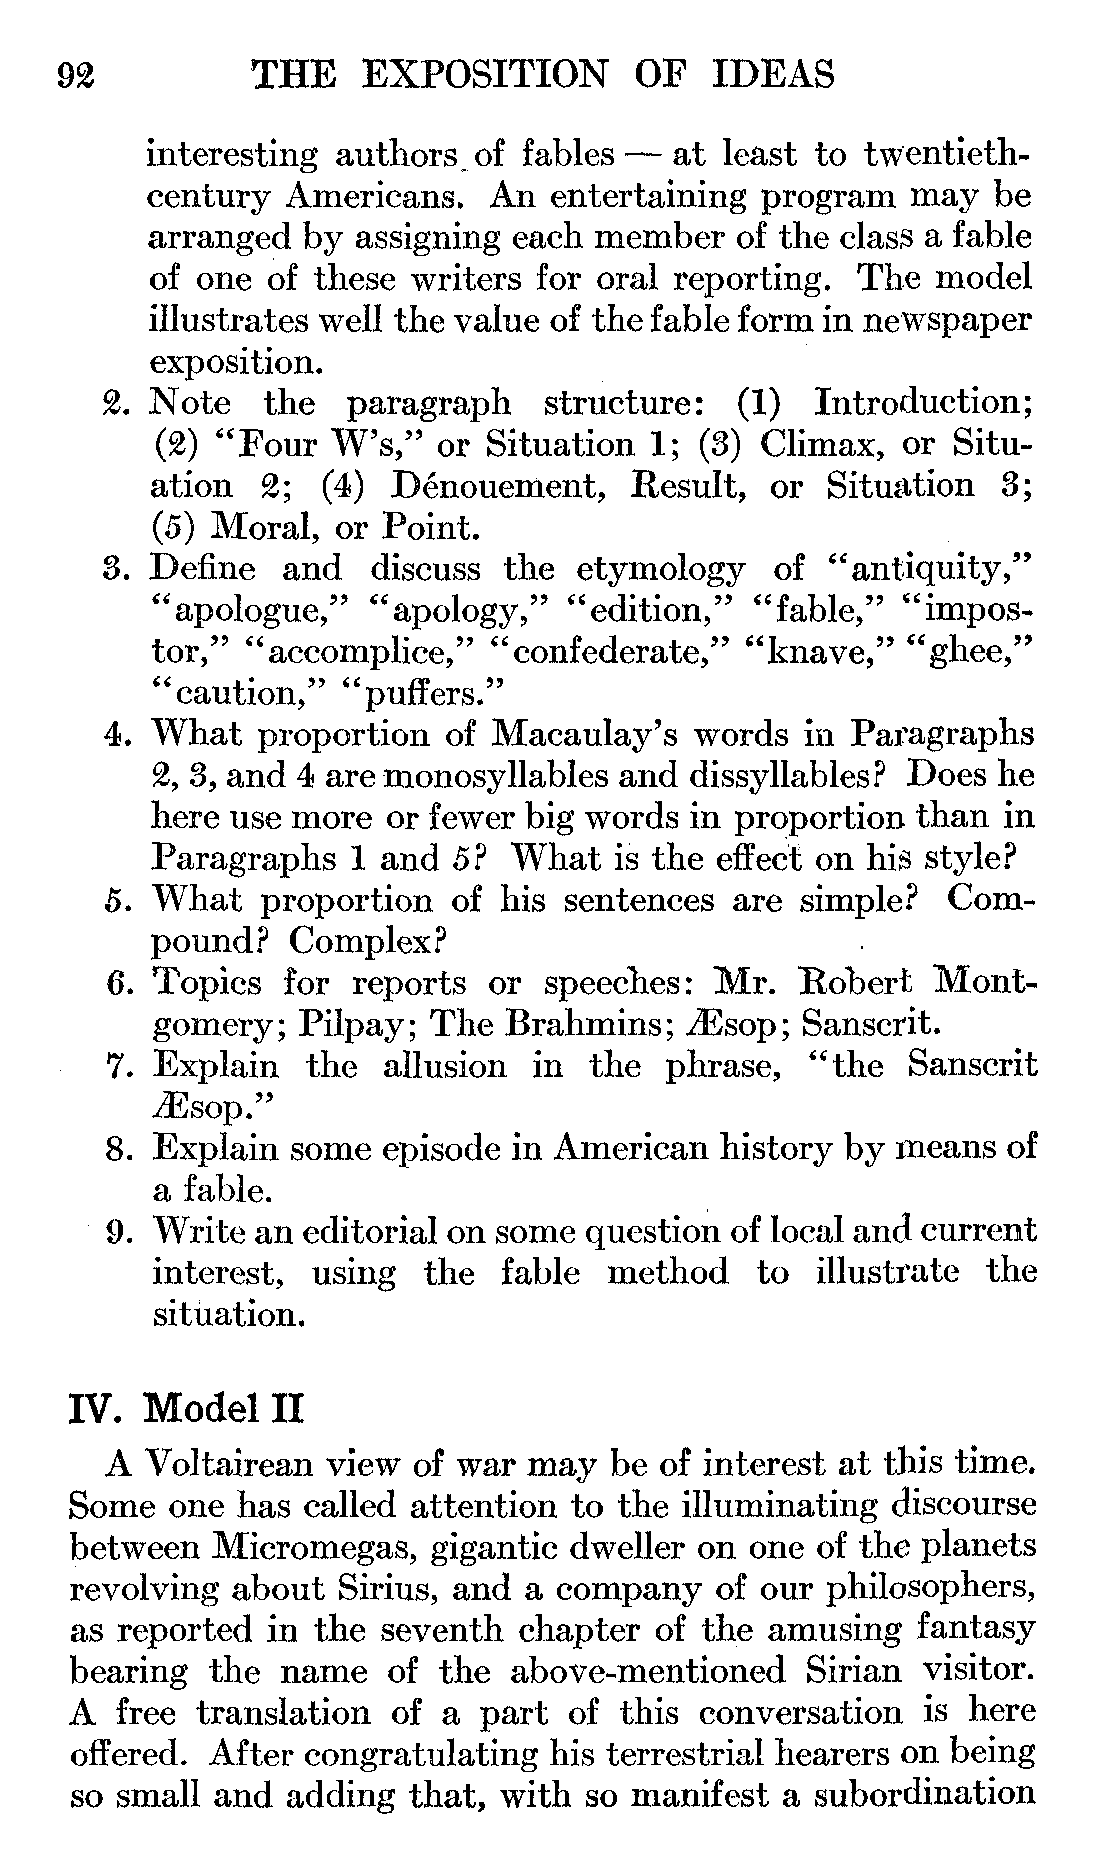 92 THE EXPOSITION OF IDEAS
interesting authors of fables — at least to twentieth-
century Americans. An entertaining program may be
arranged by assigning each member of the class a fable
of one of these writers for oral reporting. The model
illustrates well the value of the fable form in newspaper
exposition.
2. Note the paragraph structure: (1) Introduction;
(2) “Four W’s,” or Situation 1; (3) Climax, or Situ-
ation 2; (4) Dénouement, Result, or Situation 3;
(5) Moral, or Point.
3. Define and discuss the etymology of “antiquity,”
“apologue,” “apology,” “edition,” “fable,” “impos-
tor,” “accomplice,” “confederate,” “knave,” “ghee,”
“caution,” “puffers.”
4. What proportion of Macaulay’s words in Paragraphs
2, 3, and 4 are monosyllables and dissyllables? Does he
here use more or fewer big words in proportion than in
Paragraphs 1 and 5? What is the effect on his style?
5. What proportion of his sentences are simple? Com-
pound? Complex?
6. Topics for reports or speeches: Mr. Robert Mont-
gomery; Pilpay; The Brahmins; Æsop; Sanscrit.
7. Explain the allusion in the phrase, “the Sanscrit
Æsop.”
8. Explain some episode in American history by means of
a fable.
9. Write an editorial on some question of local and current
interest, using the fable method to illustrate the
situation.
IV. Model II
A Voltairean view of war may be of interest at this time.
Some one has called attention to the illuminating discourse
between Micromegas, gigantic dweller on one of the planets
revolving about Sirius, and a company of our philosophers,
as reported in the seventh chapter of the amusing fantasy
bearing the name of the above-mentioned Sirian visitor.
A free translation of a part of this conversation is here
offered. After congratulating his terrestrial hearers on being
so small and adding that, with so manifest a subordination